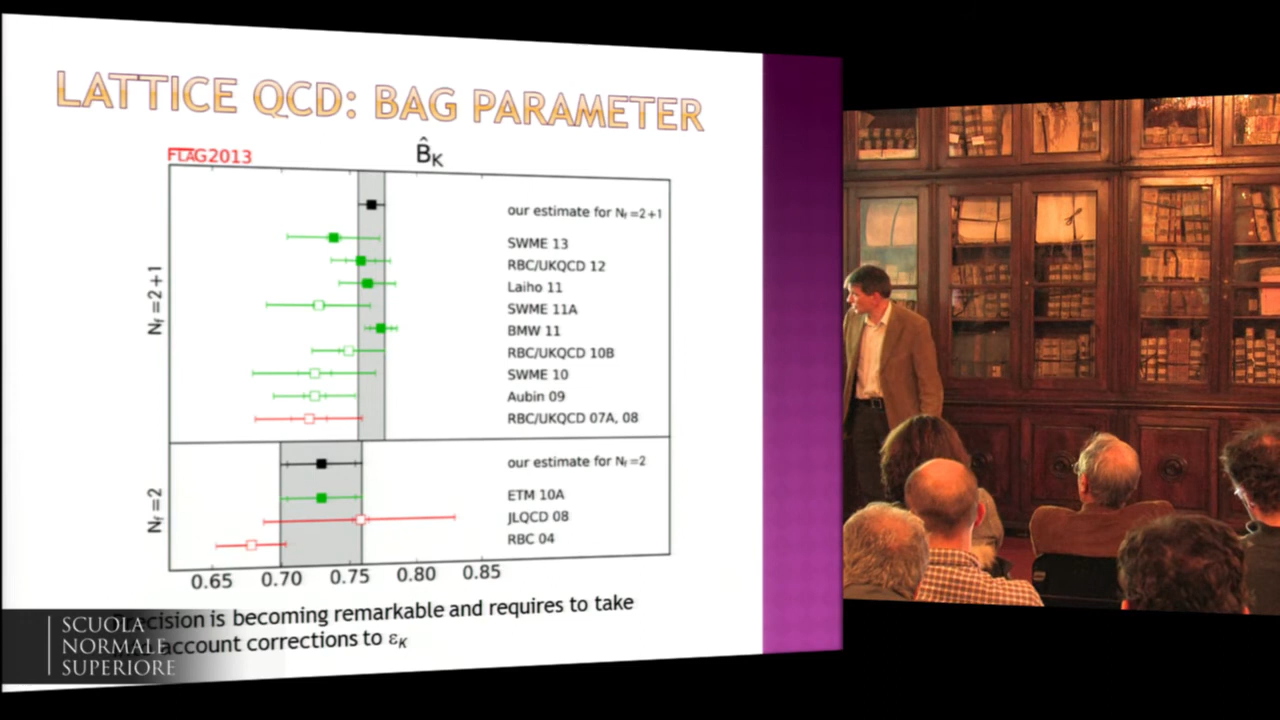 LATTICE QCD: BAG PARAMETER
FLAG2013
B̂K
our estimate for Nf=2+1
SWME 13
RBC/UKQCD 12
Laiho 11
SWME 11A
BMW 11
RBC/UKQCD 10B
SWME 10
Aubin 09
RBC/UKQCD 07A, 08
Nf=2+1
our estimate for Nf=2
ETM 10A
JLQCD 08
RBC 04
Nf=2
0.65 0.70 0.75 0.80 0.85
Precision is becoming remarkable and requires to take
account corrections to εK
SCUOLA
NORMALE
SUPERIORE